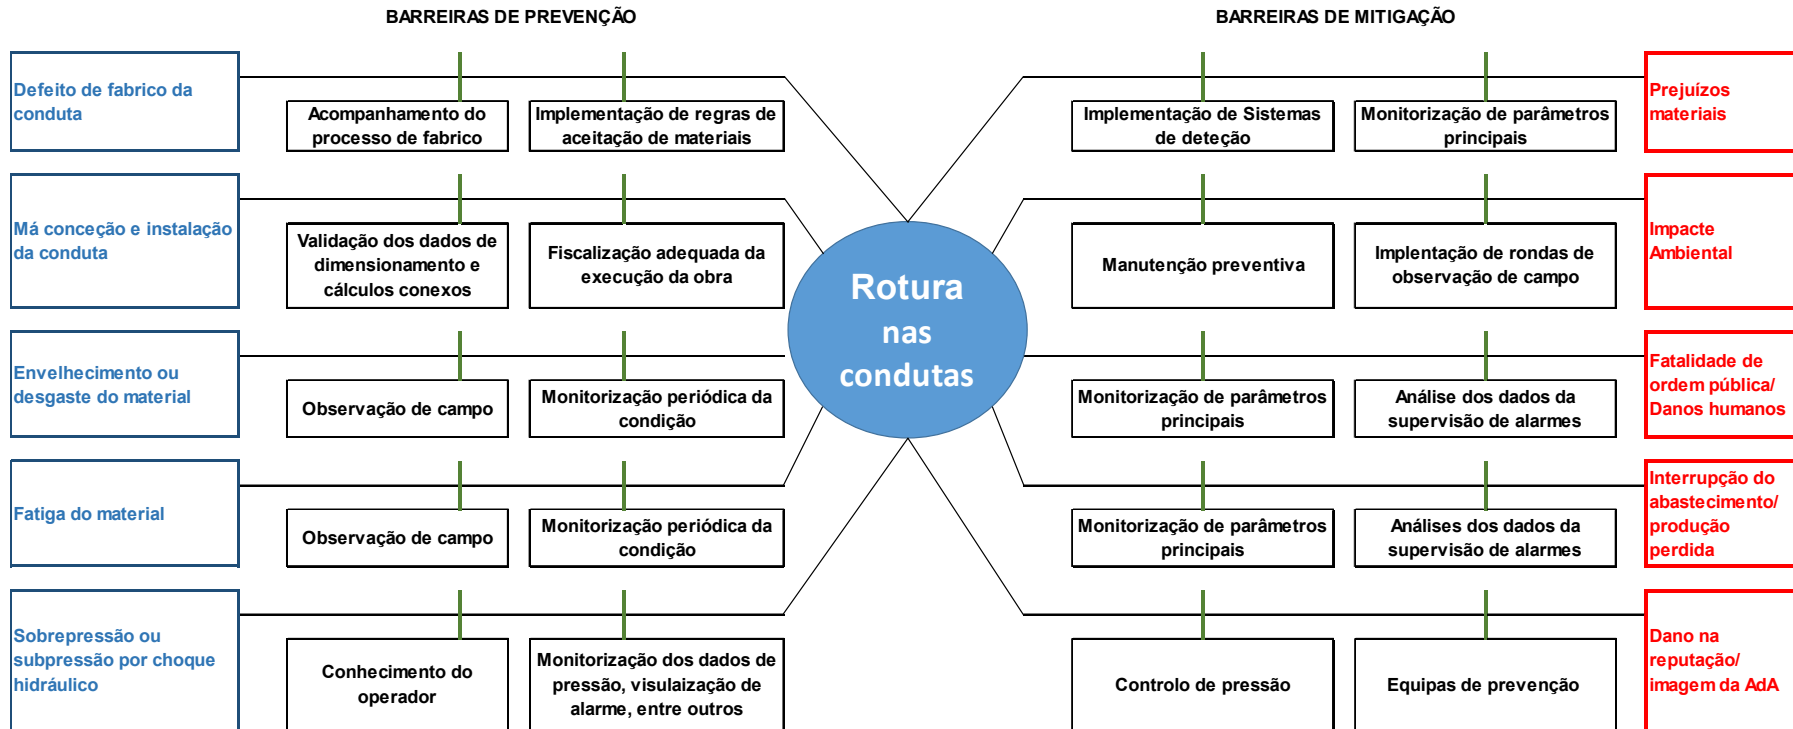 BARREIRAS DE PREVENÇÃO
BARREIRAS DE MITIGAÇÃO
Defeito de fabrico da
conduta
Acompanhamento do
processo de fabrico
Implementação de regras de
aceitação de materiais
Implementação de Sistemas
de deteção
Monitorização de parâmetros
principais
Prejuízos
materiais
Má conceção e instalação
da conduta
Validação dos dados de
dimensionamento e
cálculos conexos
Fiscalização adequada da
execução da obra
Manutenção preventiva
Implentação de rondas de
observação de campo
Impacte
Ambiental
Rotura
nas
condutas
Envelhecimento ou
desgaste do material
Observação de campo
Monitorização periódica da
condição
Monitorização de parâmetros
principais
Análise dos dados da
supervisão de alarmes
Fatalidade de
ordem pública/
Danos humanos
Fatiga do material
Observação de campo
Monitorização periódica da
condição
Monitorização de parâmetros
principais
Análises dos dados da
supervisão de alarmes
Interrupção do
abastecimento/
produção
perdida
Sobrepressão ou
subpressão por choque
hidráulico
Conhecimento do
operador
Monitorização dos dados de
pressão, visulaização de
alarme, entre outros
Controlo de pressão
Equipas de prevenção
Dano na
reputação/
imagem da AdA